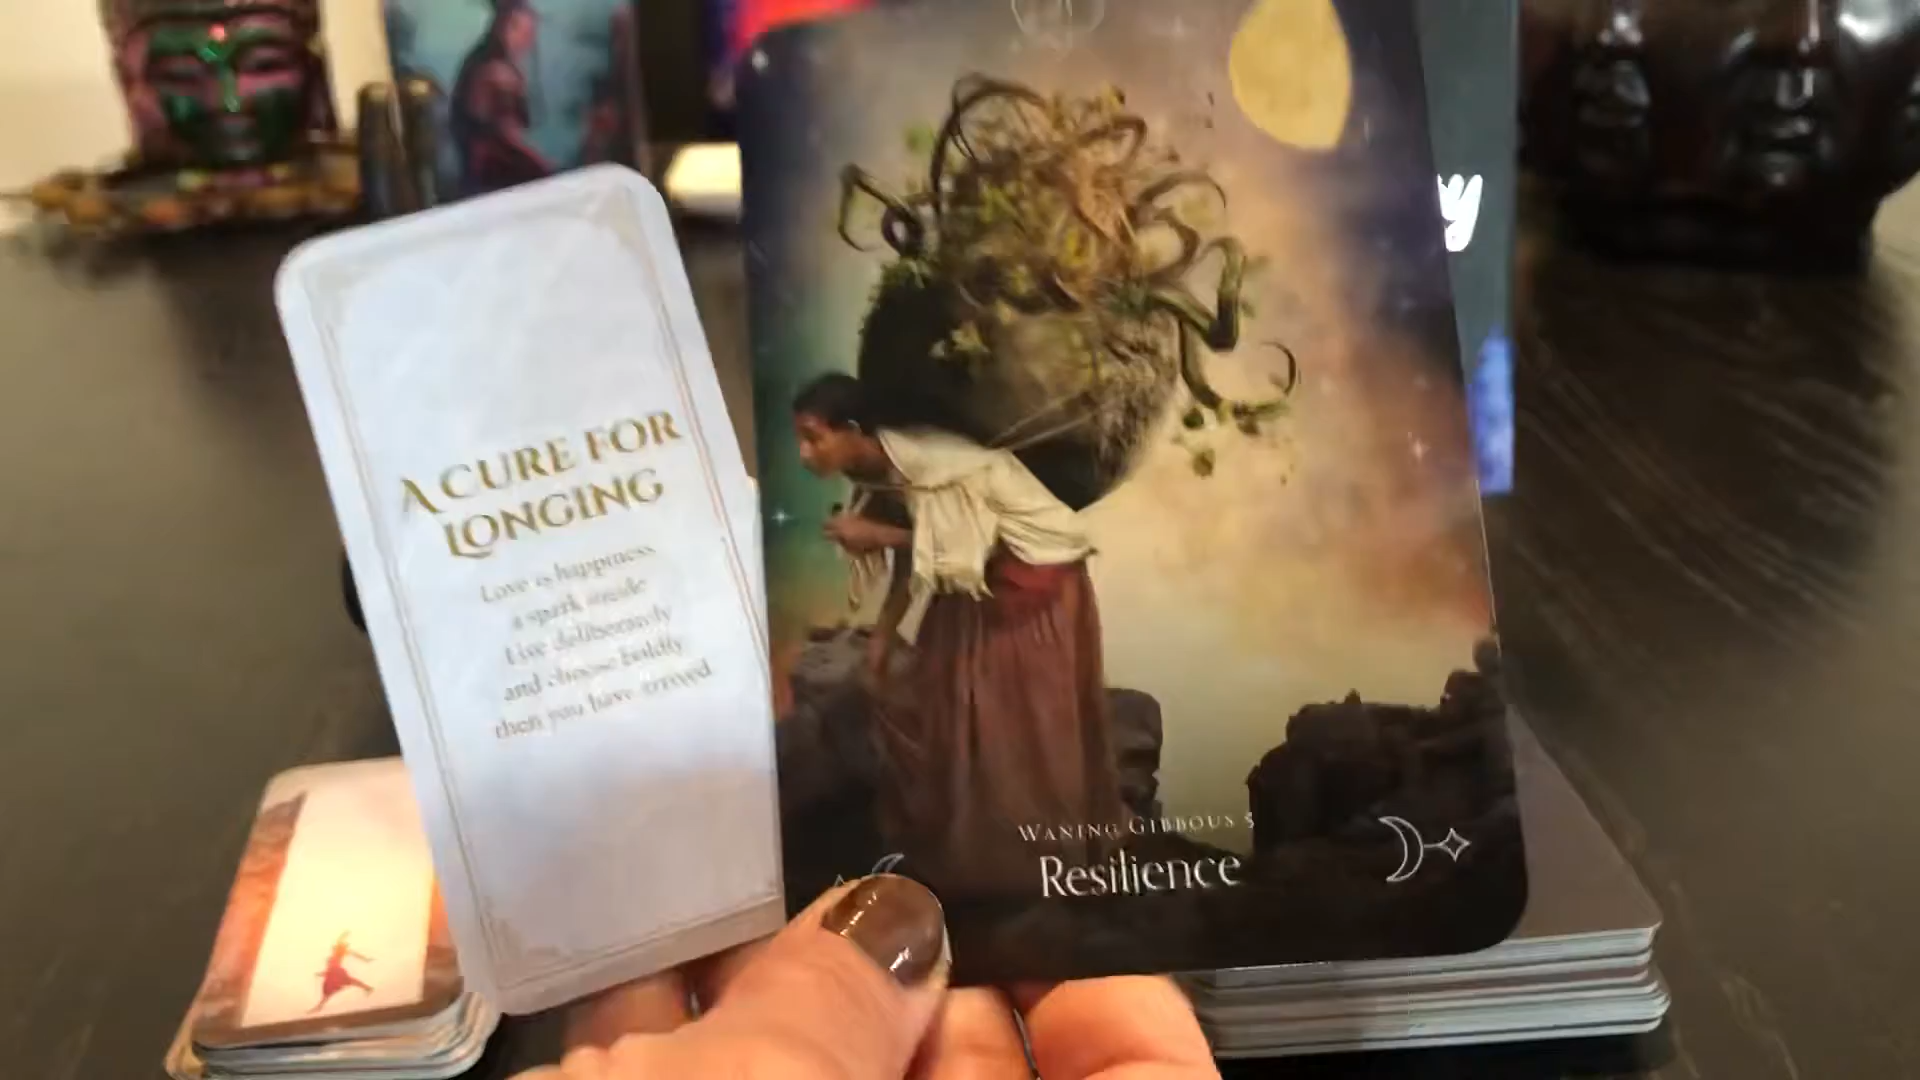 A CURE FOR
LONGING
Love is happiness
a spark inside
Live deliberately
and choose boldly
then you have arrived
WANING GIBBOUS 5
Resilience